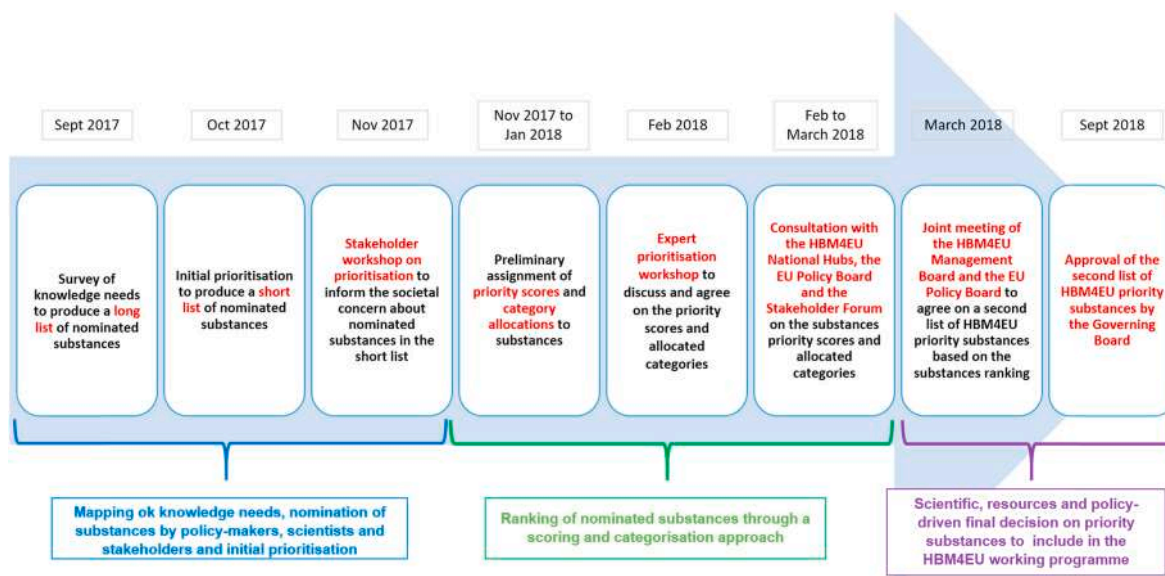 Sept 2017
Oct 2017
Nov 2017
Nov 2017 to
Jan 2018
Feb 2018
Feb to
March 2018
March 2018
Sept 2018
Survey of
knowledge needs
to produce a long
list of nominated
substances
Initial prioritisation
to produce a short
list of nominated
substances
Stakeholder
workshop on
prioritisation to
inform the societal
concern about
nominated
substances in the
short list
Preliminary
assignment of
priority scores and
category
allocations to
substances
Expert
prioritisation
workshop to
discuss and agree
on the priority
scores and
allocated
categories
Consultation with
the HBM4EU
National Hubs, the
EU Policy Board
and the
Stakeholder Forum
on the substances
priority scores and
allocated
categories
Joint meeting of
the HBM4EU
Management
Board and the EU
Policy Board to
agree on a second
list of HBM4EU
priority substances
based on the
substances ranking
Approval of the
second list of
HBM4EU priority
substances by
the Governing
Board
Mapping ok knowledge needs, nomination of
substances by policy-makers, scientists and
stakeholders and initial prioritisation
Ranking of nominated substances through a
scoring and categorisation approach
Scientific, resources and policy-
driven final decision on priority
substances to include in the
HBM4EU working programme